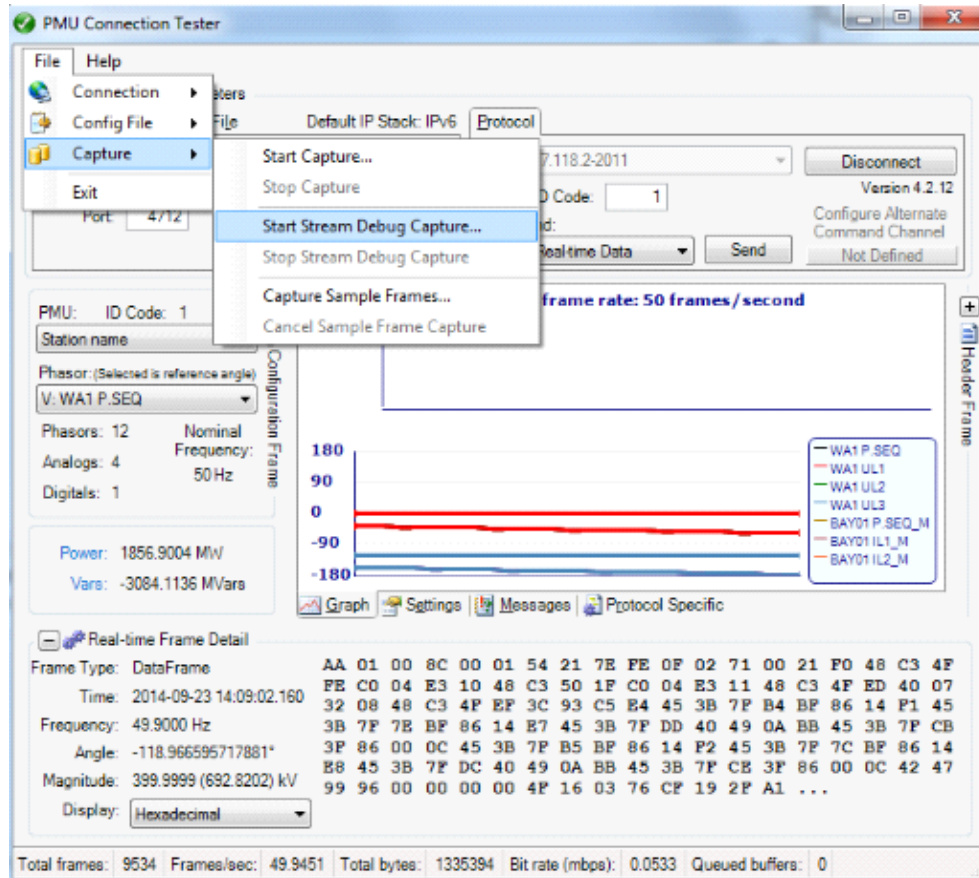 PMU Connection Tester
File Help
Connection
Config File
Capture
Exit
File
Default IP Stack: IPv6
Protocol
Start Capture...
Stop Capture
Start Stream Debug Capture...
Stop Stream Debug Capture
Capture Sample Frames...
Cancel Sample Frame Capture
7.118.2-2011
Disconnect
Version 4.2.12
Code: 1
Configure Alternate
Command Channel
Port: 4712
Real-time Data
Send
Not Defined
PMU: ID Code: 1
Station name
Phasor: (Selected is reference angle)
V: WA1 P.SEQ
Phasors: 12
Nominal
Frequency:
50 Hz
Analogs: 4
Digitals: 1
Configuration Frame
Power: 1856.9004 MW
Vars: -3084.1136 MVars
frame rate: 50 frames/second
180
90
0
-90
-180
WA1 P.SEQ
WA1 UL1
WA1 UL2
WA1 UL3
BAY01 P.SEQ_M
BAY01 IL1_M
BAY01 IL2_M
Header Frame
Graph Settings Messages Protocol Specific
Real-time Frame Detail
Frame Type: DataFrame
Time: 2014-09-23 14:09:02.160
Frequency: 49.9000 Hz
Angle: -118.966595717881°
Magnitude: 399.9999 (692.8202) kV
Display: Hexadecimal
AA 01 00 8C 00 01 54 21 7E FE 0F 02 71 00 21 F0 48 C3 4F
FE C0 04 E3 10 48 C3 50 1F C0 04 E3 11 48 C3 4F ED 40 07
32 08 48 C3 4F EF 3C 93 C5 E4 45 3B 7F B4 BF 86 14 F1 45
3B 7F 7E BF 86 14 E7 45 3B 7F DD 40 49 0A BB 45 3B 7F CB
3F 86 00 0C 45 3B 7F B5 BF 86 14 F2 45 3B 7F 7C BF 86 14
E8 45 3B 7F DC 40 49 0A BB 45 3B 7F CE 3F 86 00 0C 42 47
99 96 00 00 00 00 4F 16 03 76 CF 19 2F A1 ...
Total frames: 9534 Frames/sec: 49.9451 Total bytes: 1335394 Bit rate (mbps): 0.0533 Queued buffers: 0